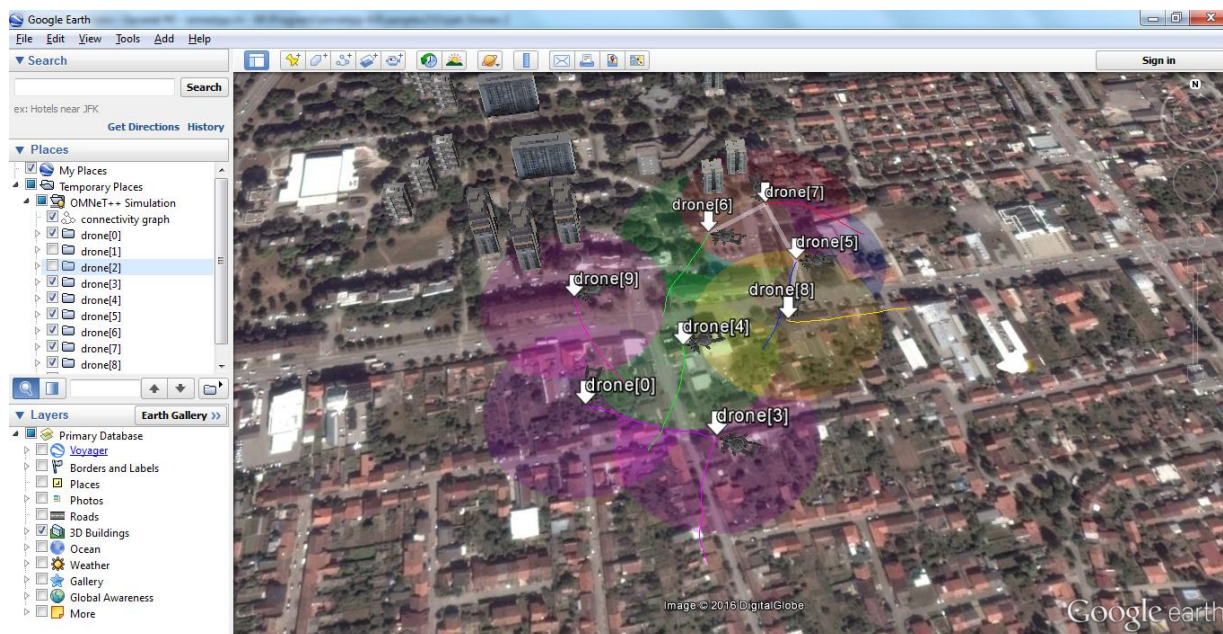 Google Earth
File Edit View Tools Add Help
Search
Sign in
Search
ex: Hotels near JFK
Get Directions History
Places
My Places
Temporary Places
OMNeT++ Simulation
connectivity graph
drone[0]
drone[1]
drone[2]
drone[3]
drone[4]
drone[5]
drone[6]
drone[7]
drone[8]
Layers
Earth Gallery >>
Primary Database
Voyager
Borders and Labels
Places
Photos
Roads
3D Buildings
Ocean
Weather
Gallery
Global Awareness
More
N
drone[7]
drone[6]
drone[5]
drone[9]
drone[8]
drone[4]
drone[0]
drone[3]
Image © 2016 DigitalGlobe
Google earth